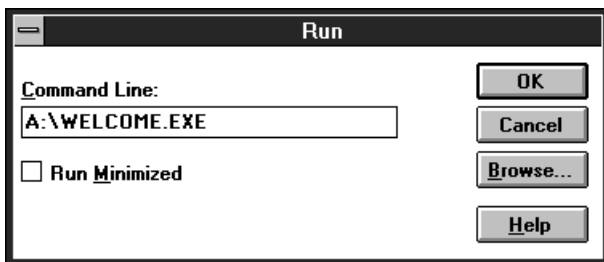 Run
Command Line:
A:\WELCOME.EXE
Run Minimized
OK
Cancel
Browse...
Help